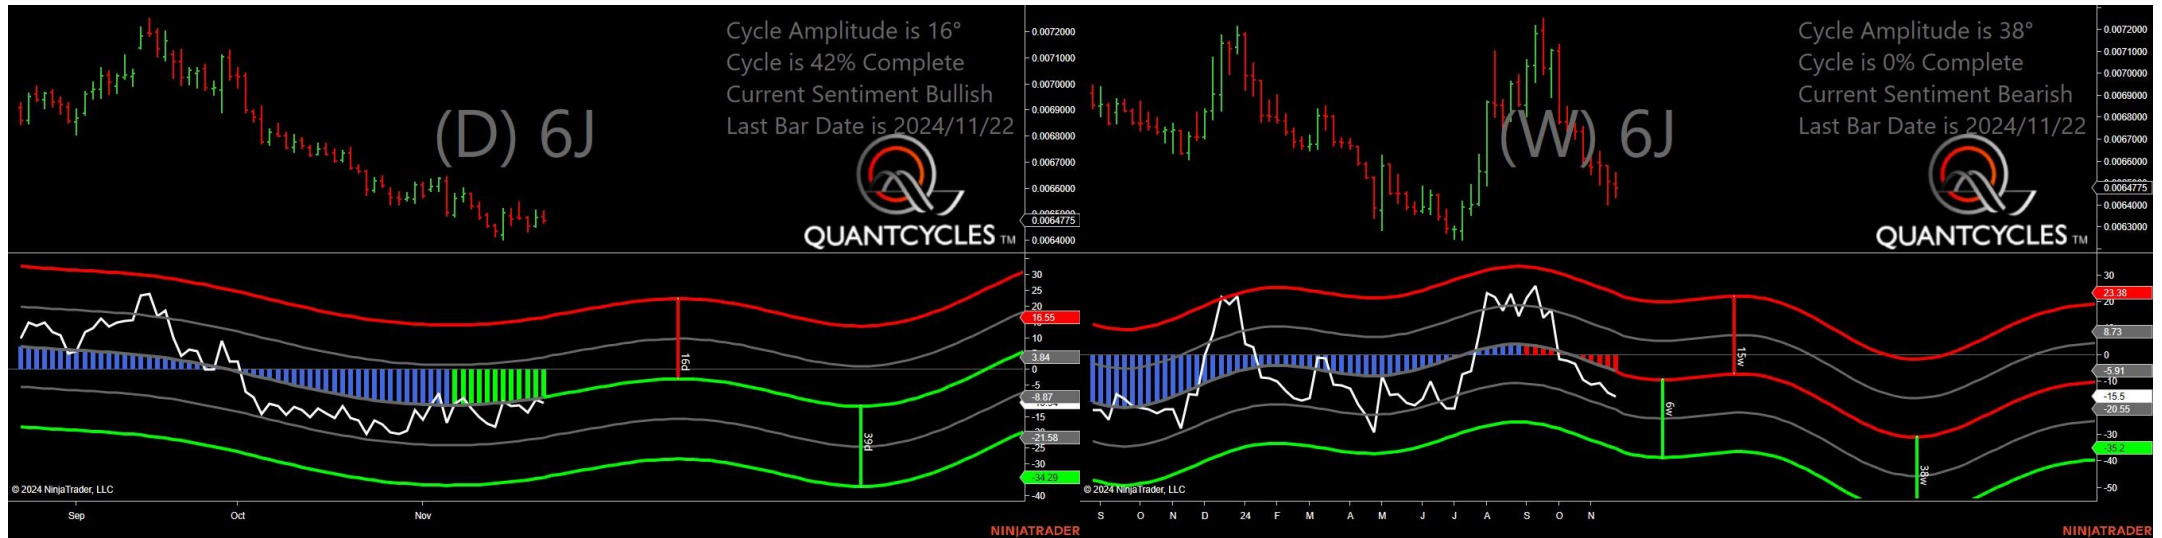 Cycle Amplitude is 16°
Cycle is 42% Complete
Current Sentiment Bullish
Last Bar Date is 2024/11/22
(D) 6J
QUANTCYCLES TM
0.0072000
0.0071000
0.0070000
0.0069000
0.0068000
0.0067000
0.0066000
0.0064775
0.0064000
16d
39d
30
25
20
16.55
10
3.84
0
-5
-8.87
-15
-21.58
-25
-30
-34.29
-40
© 2024 NinjaTrader, LLC
Sep Oct Nov
NINJATRADER
Cycle Amplitude is 38°
Cycle is 0% Complete
Current Sentiment Bearish
Last Bar Date is 2024/11/22
(W) 6J
QUANTCYCLES TM
0.0072000
0.0071000
0.0070000
0.0069000
0.0068000
0.0067000
0.0066000
0.0064775
0.0064000
0.0063000
15w
6w
38w
30
23.38
20
8.73
0
-5.91
-10
-15.5
-20.55
-30
-35.2
-40
-50
© 2024 NinjaTrader, LLC
S O N D 24 F M A M J J A S O N
NINJATRADER